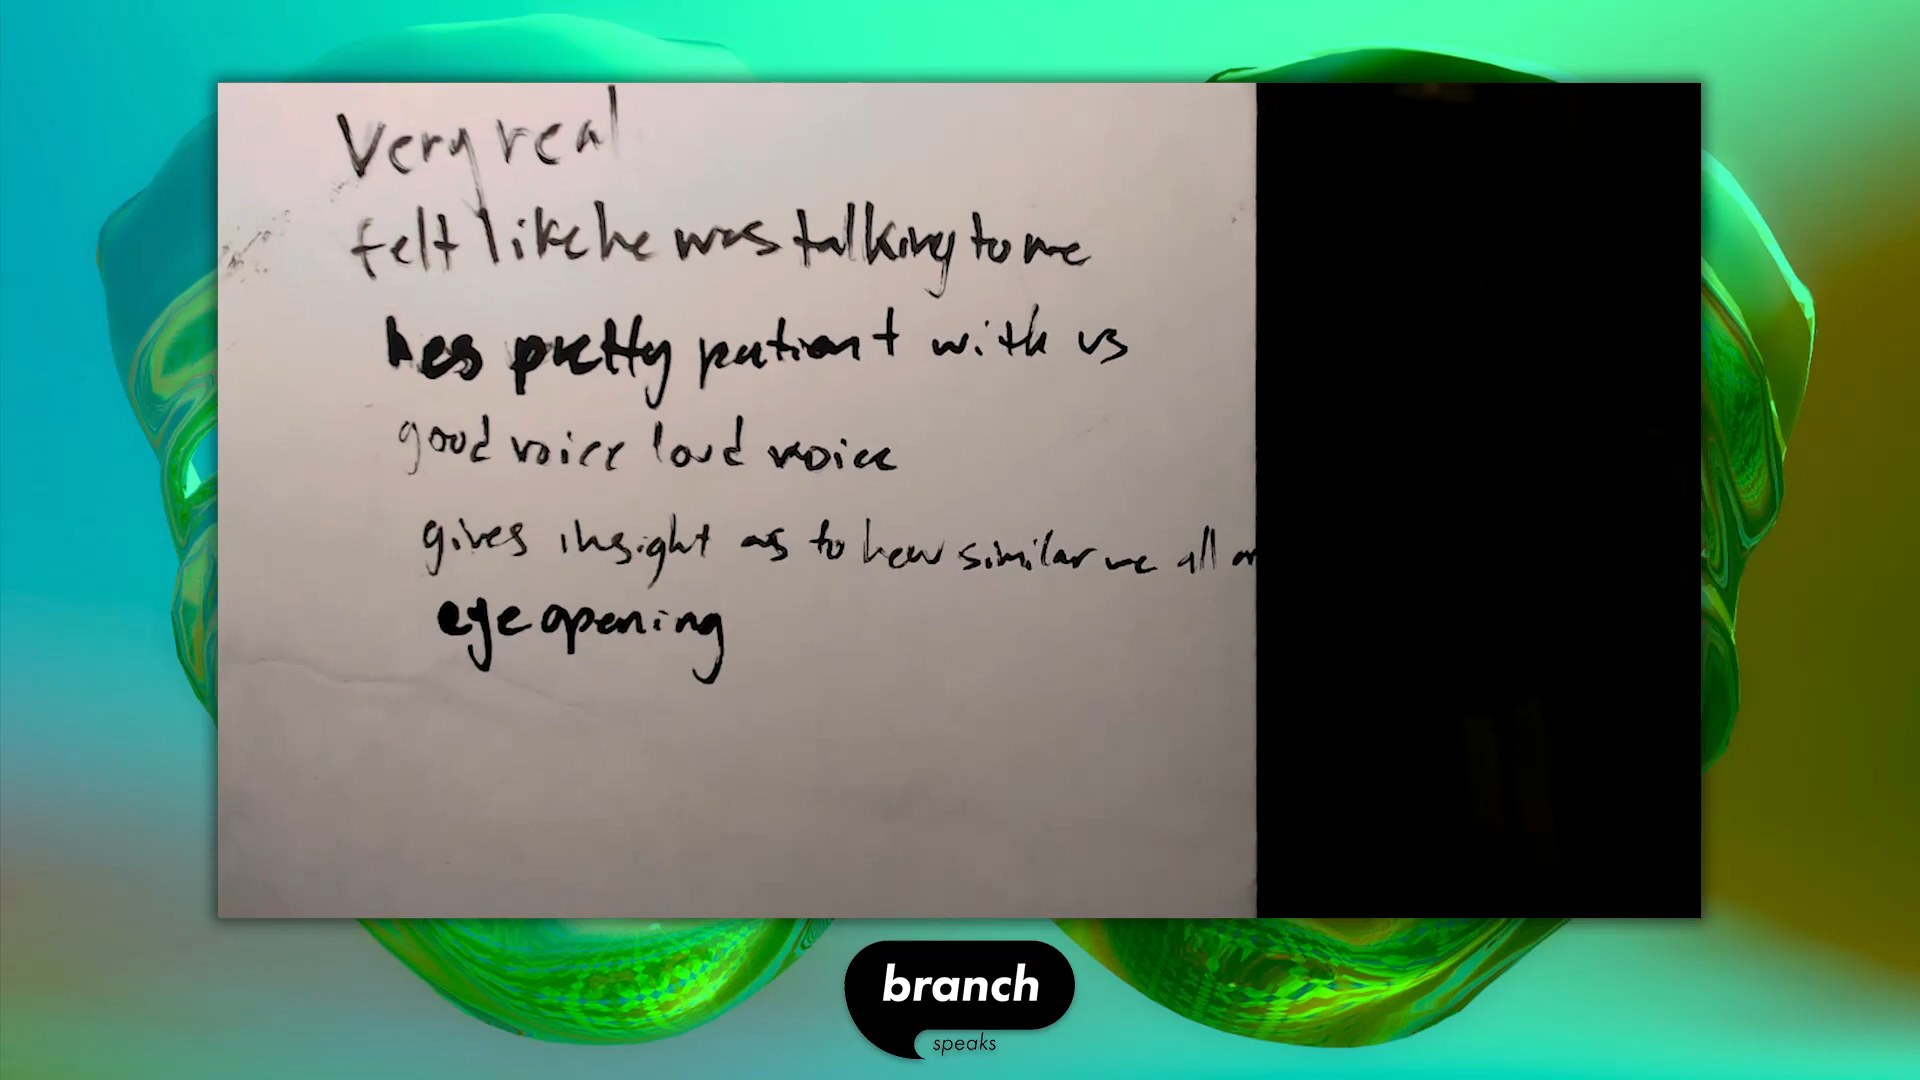 Very real
felt like he was talking to me
hes pretty patient with us
good voice loud voice
gives insight as to how similar we all
eye opening
branch
speaks